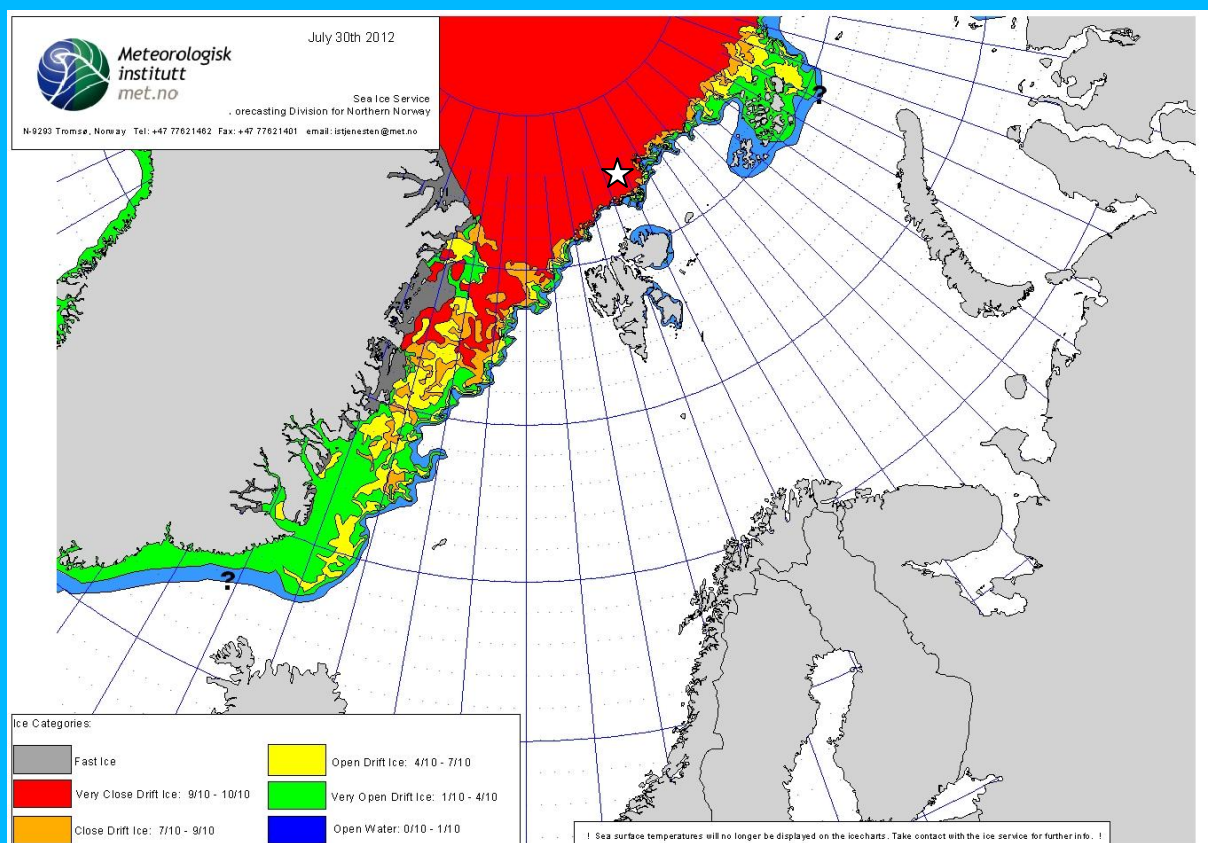 July 30th 2012
Meteorologisk
institutt
met.no
Sea Ice Service
. orecasting Division for Northern Norway
N-9293 Tromsø, Norway Tel: +47 77621462 Fax: +47 77621401 email: istjenesten@met.no
?
?
Ice Categories:
Fast Ice
Very Close Drift Ice: 9/10 - 10/10
Close Drift Ice: 7/10 - 9/10
Open Drift Ice: 4/10 - 7/10
Very Open Drift Ice: 1/10 - 4/10
Open Water: 0/10 - 1/10
! Sea surface temperatures will no longer be displayed on the icecharts. Take contact with the ice service for further info. !